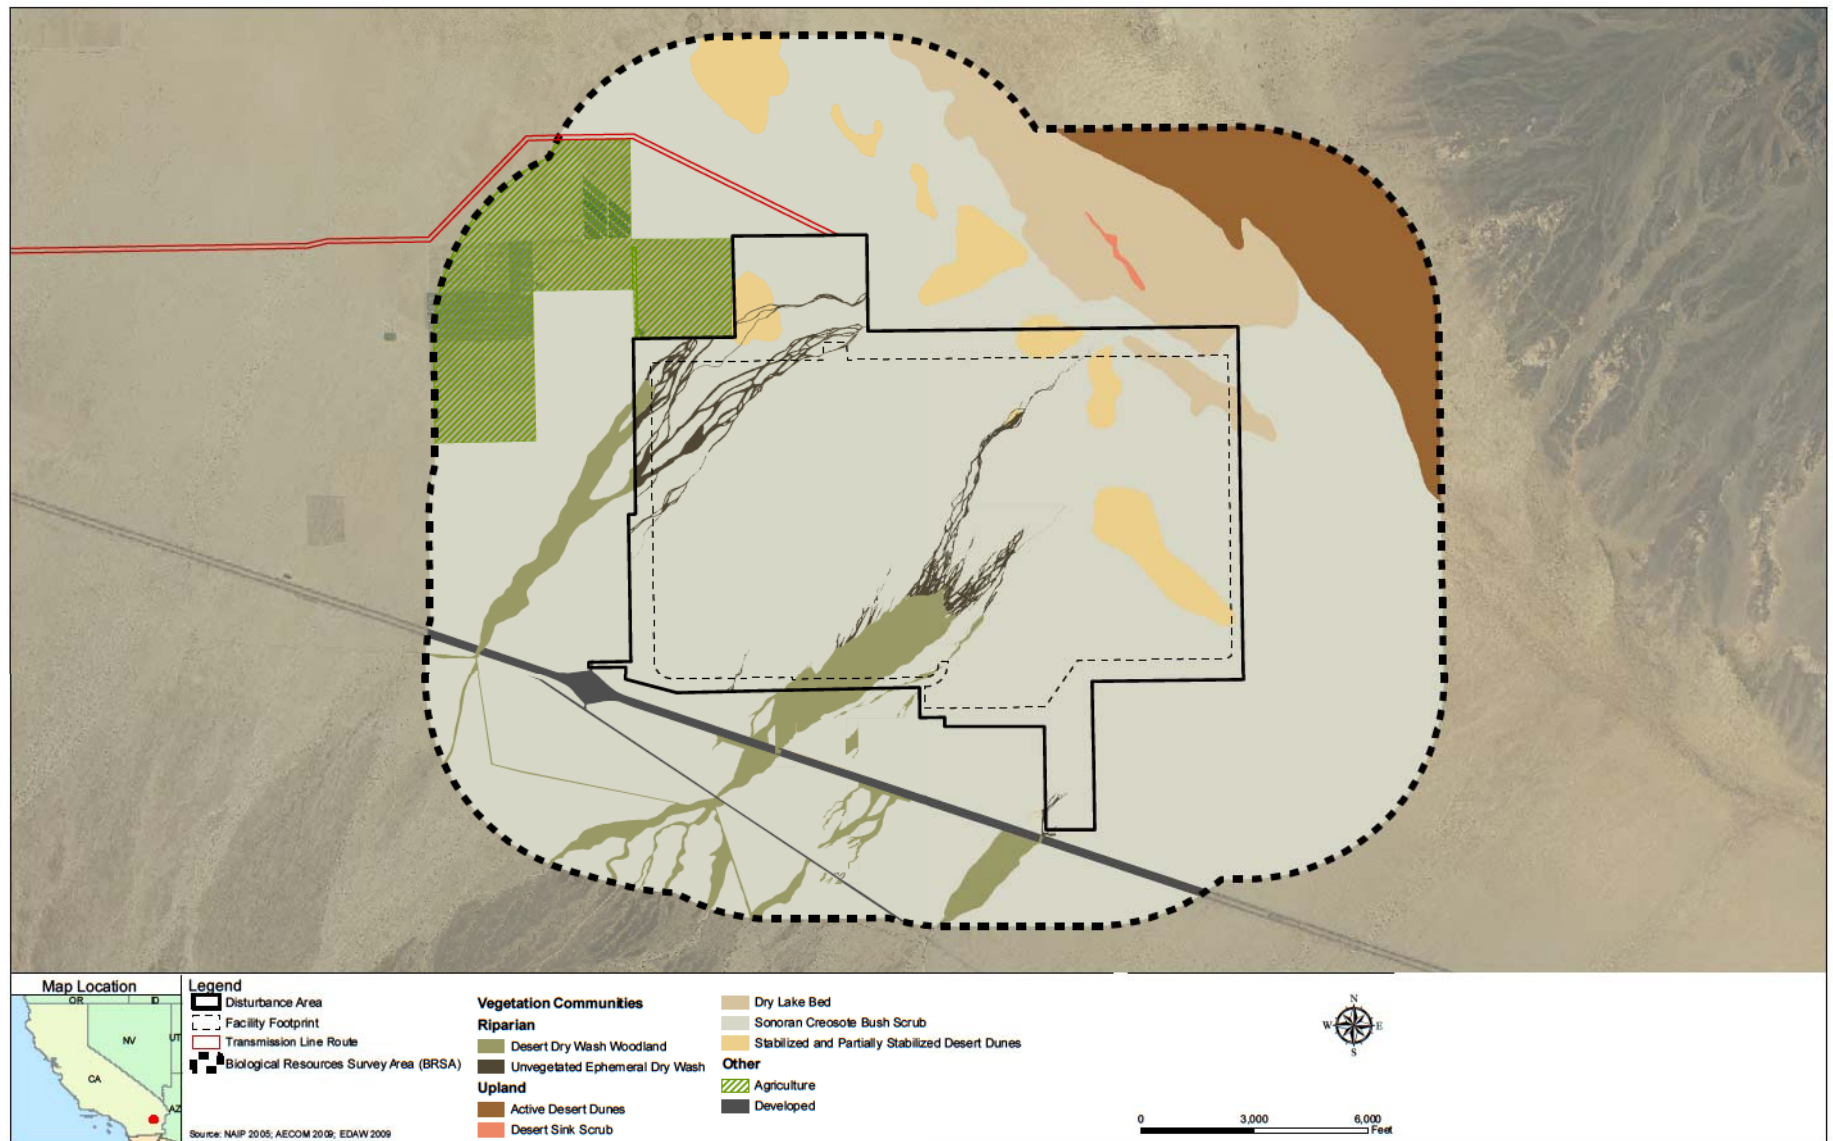 Map Location
OR
ID
NV
UT
CA
AZ
Legend
Disturbance Area
Facility Footprint
Transmission Line Route
Biological Resources Survey Area (BRSA)
Source: NAIP 2005; AECOM 2009; EDAW 2009
Vegetation Communities
Riparian
Desert Dry Wash Woodland
Unvegetated Ephemeral Dry Wash
Upland
Active Desert Dunes
Desert Sink Scrub
Dry Lake Bed
Sonoran Creosote Bush Scrub
Stabilized and Partially Stabilized Desert Dunes
Other
Agriculture
Developed
N
W E
S
0 3,000 6,000
Feet